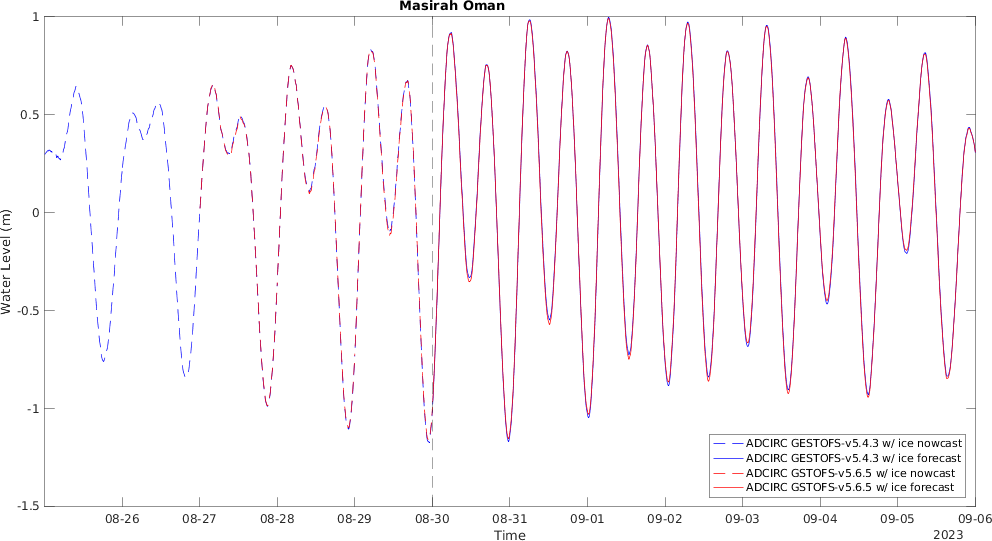 Masirah Oman
1
0.5
0
-0.5
-1
-1.5
Water Level (m)
08-26 08-27 08-28 08-29 08-30 08-31 09-01 09-02 09-03 09-04 09-05 09-06
Time
2023
ADCIRC GESTOFS-v5.4.3 w/ ice nowcast
ADCIRC GESTOFS-v5.4.3 w/ ice forecast
ADCIRC GSTOFS-v5.6.5 w/ ice nowcast
ADCIRC GSTOFS-v5.6.5 w/ ice forecast